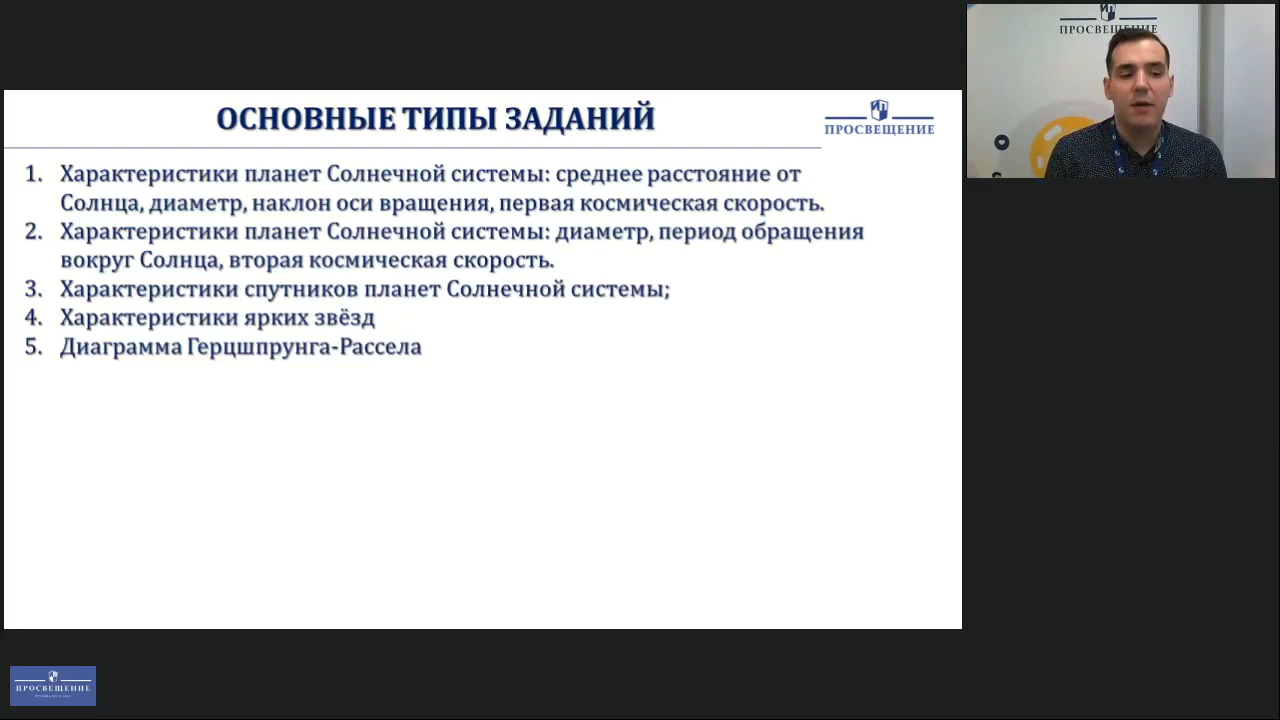 ОСНОВНЫЕ ТИПЫ ЗАДАНИЙ
ПРОСВЕЩЕНИЕ
1. Характеристики планет Солнечной системы: среднее расстояние от
Солнца, диаметр, наклон оси вращения, первая космическая скорость.
2. Характеристики планет Солнечной системы: диаметр, период обращения
вокруг Солнца, вторая космическая скорость.
3. Характеристики спутников планет Солнечной системы;
4. Характеристики ярких звёзд
5. Диаграмма Герцшпрунга-Рассела
ПРОСВЕЩЕНИЕ
ПРОСВЕЩЕНИЕ